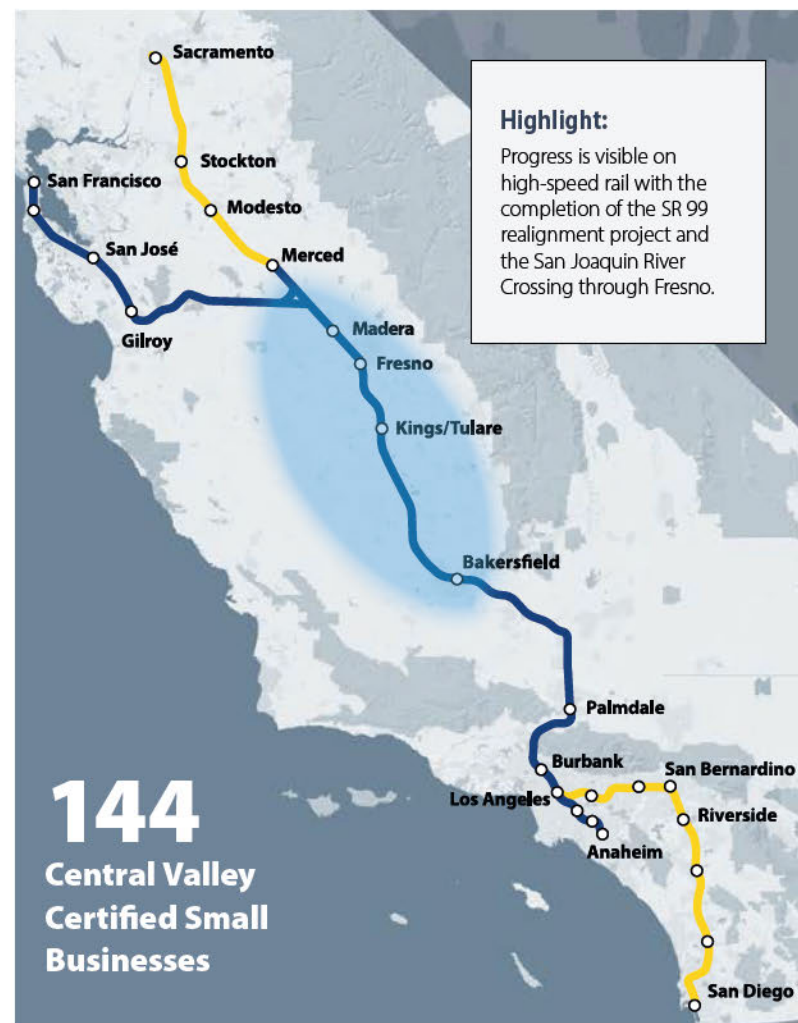 Sacramento
Highlight:
Progress is visible on
high-speed rail with the
completion of the SR 99
realignment project and
the San Joaquin River
Crossing through Fresno.
Stockton
San Francisco
Modesto
San José
Merced
Gilroy
Madera
Fresno
Kings/Tulare
Bakersfield
Palmdale
Burbank
San Bernardino
Los Angeles
Riverside
Anaheim
San Diego
144
Central Valley
Certified Small
Businesses
N